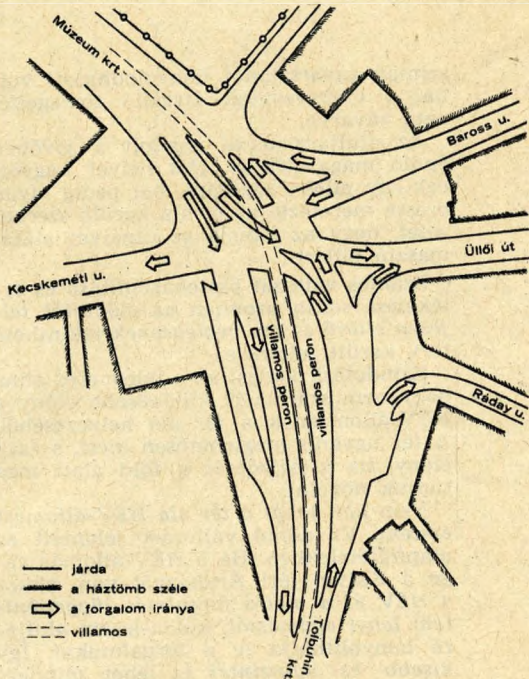 Múzeum krt.
Baross u.
Üllői út
Kecskeméti u.
villamos peron
villamos peron
Ráday u.
járda
a háztömb széle
a forgalom iránya
villamos
Tolbuhin
krt.